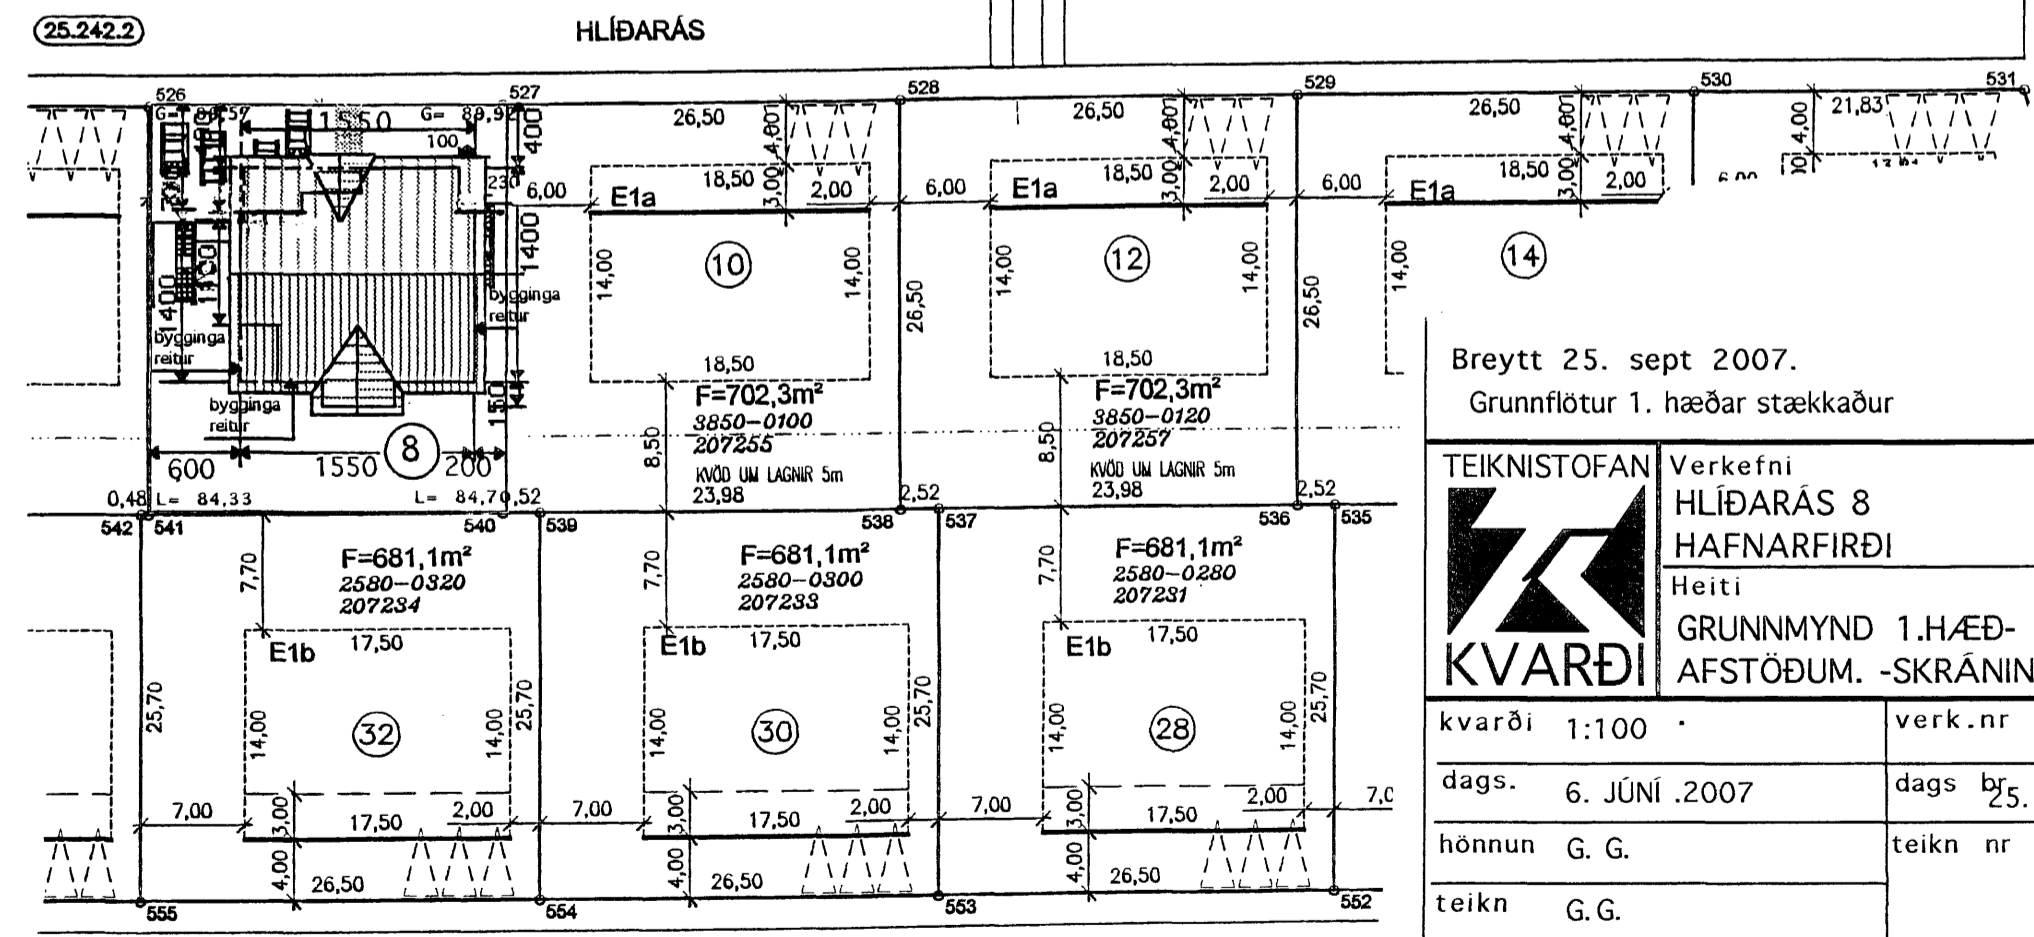 25.242.2
HLÍÐARÁS
526
527
528
529
530
531
G= 89,57
1550
G= 89,92
100
400
26,50
4,00
26,50
4,00
26,50
4,00
21,83
4,00
230
6,00
E1a
18,50
3,00
2,00
6,00
E1a
18,50
3,00
2,00
6,00
E1a
18,50
3,00
2,00
6,00
1400
1400
10
12
14
14,00
14,00
14,00
14,00
14,00
26,50
26,50
bygginga
reitur
bygginga
reitur
bygginga
reitur
150
18,50
F=702,3m²
3850-0100
207255
KVÖÐ UM LAGNIR 5m
23,98
8,50
18,50
F=702,3m²
3850-0120
207257
KVÖÐ UM LAGNIR 5m
23,98
8,50
8
600
1550
200
0,48
L= 84,33
L= 84,70
,52
2,52
2,52
542
541
540
539
538
537
536
535
7,70
F=681,1m²
2580-0320
207234
7,70
F=681,1m²
2580-0300
207233
7,70
F=681,1m²
2580-0280
207231
E1b
17,50
E1b
17,50
E1b
17,50
25,70
25,70
25,70
25,70
14,00
32
14,00
14,00
30
14,00
14,00
28
14,00
7,00
3,00
17,50
2,00
7,00
3,00
17,50
2,00
7,00
3,00
17,50
2,00
4,00
26,50
4,00
26,50
4,00
26,50
555
554
553
552
Breytt 25. sept 2007.
Grunnflötur 1. hæðar stækkaður
TEIKNISTOFAN
KVARÐI
Verkefni
HLÍÐARÁS 8
HAFNARFIRÐI
Heiti
GRUNNMYND 1.HÆÐ-
AFSTÖÐUM. -SKRÁNIN
kvarði 1:100
verk.nr
dags. 6. JÚNÍ .2007
dags br
25.
hönnun G. G.
teikn nr
teikn G.G.